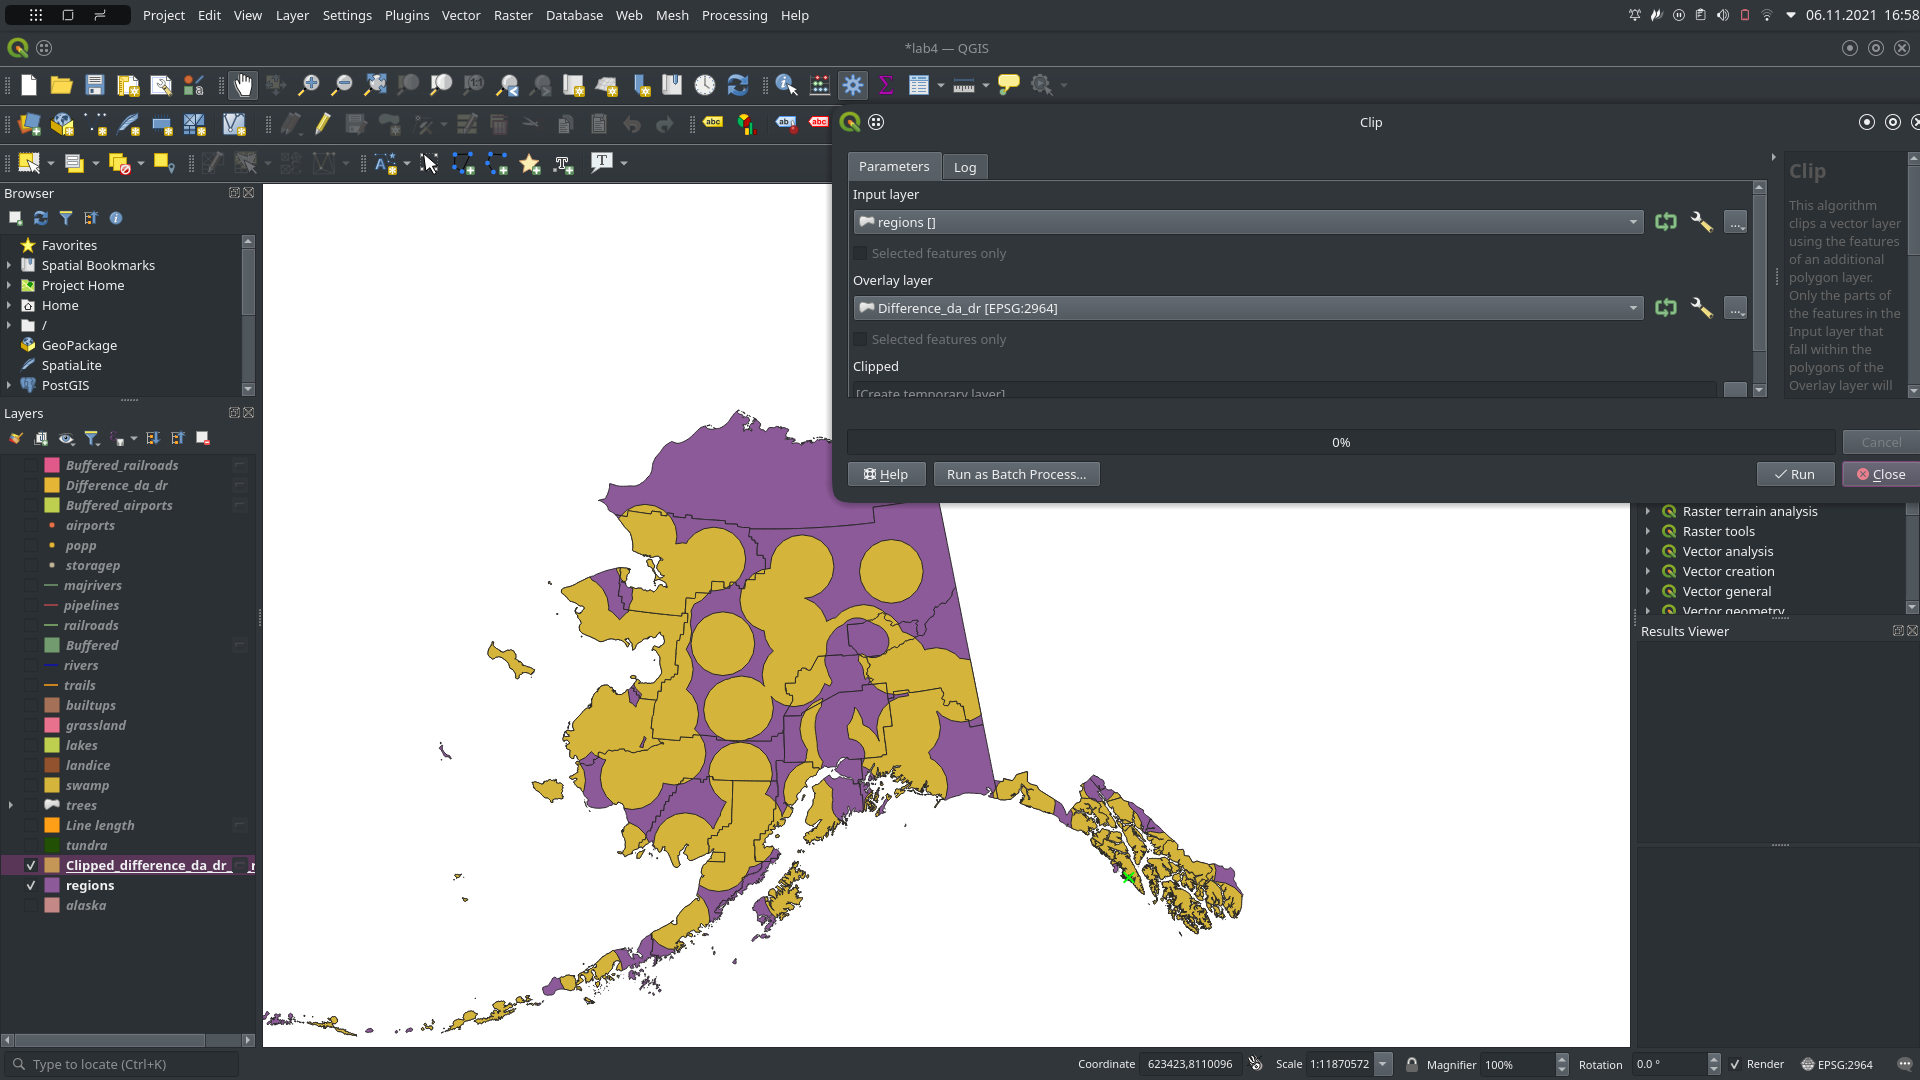 Project Edit View Layer Settings Plugins Vector Raster Database Web Mesh Processing Help
06.11.2021 16:58
*lab4 — QGIS
abc
ab
abc
T
T
Clip
Parameters
Log
Input layer
regions []
...
Selected features only
Overlay layer
Difference_da_dr [EPSG:2964]
...
Selected features only
Clipped
[Create temporary layer]
Clip
This algorithm
clips a vector layer
using the features
of an additional
polygon layer.
Only the parts of
the features in the
Input layer that
fall within the
polygons of the
Overlay layer will
0%
Cancel
Help
Run as Batch Process...
Run
Close
Browser
Favorites
Spatial Bookmarks
Project Home
Home
/
GeoPackage
SpatiaLite
PostGIS
Layers
Buffered_railroads
Difference_da_dr
Buffered_airports
airports
popp
storagep
majrivers
pipelines
railroads
Buffered
rivers
trails
builtups
grassland
lakes
landice
swamp
trees
Line length
tundra
Clipped_difference_da_dr_
regions
alaska
Raster terrain analysis
Raster tools
Vector analysis
Vector creation
Vector general
Vector geometry
Results Viewer
Type to locate (Ctrl+K)
Coordinate 623423,8110096 Scale 1:11870572 Magnifier 100% Rotation 0.0 ° Render EPSG:2964